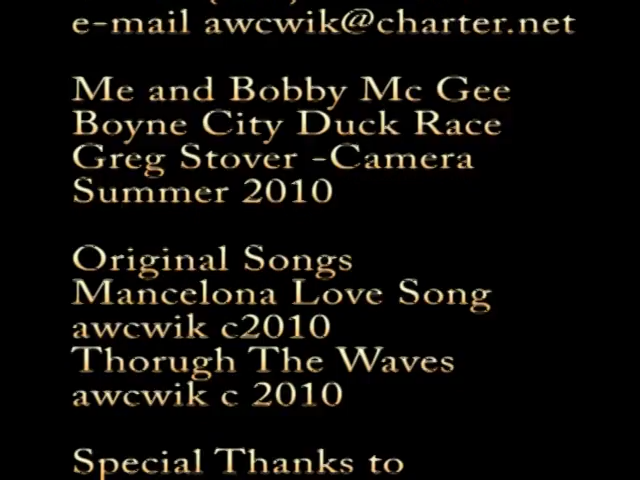 e-mail awcwik@charter.net
Me and Bobby Mc Gee
Boyne City Duck Race
Greg Stover -Camera
Summer 2010
Original Songs
Mancelona Love Song
awcwik c2010
Thorugh The Waves
awcwik c 2010
Special Thanks to